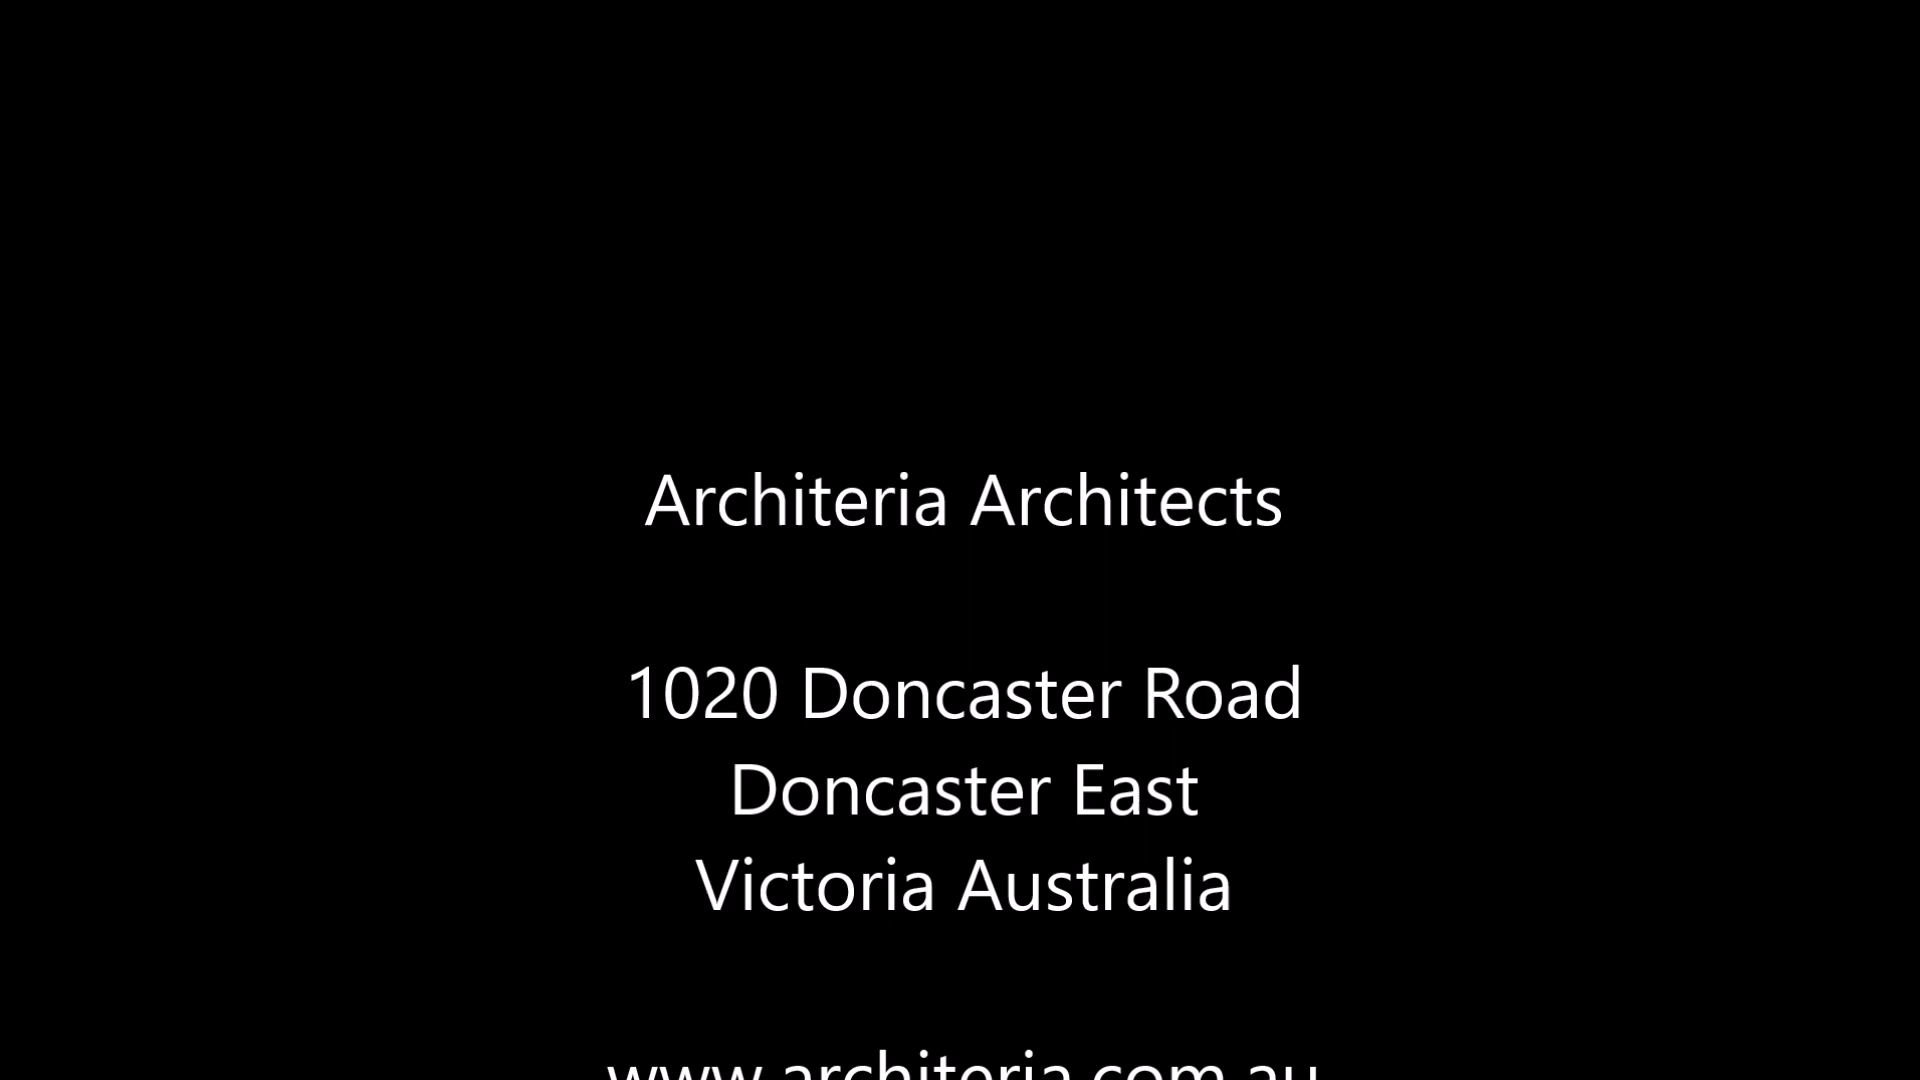 Architeria Architects
1020 Doncaster Road
Doncaster East
Victoria Australia
www.architeria.com.au